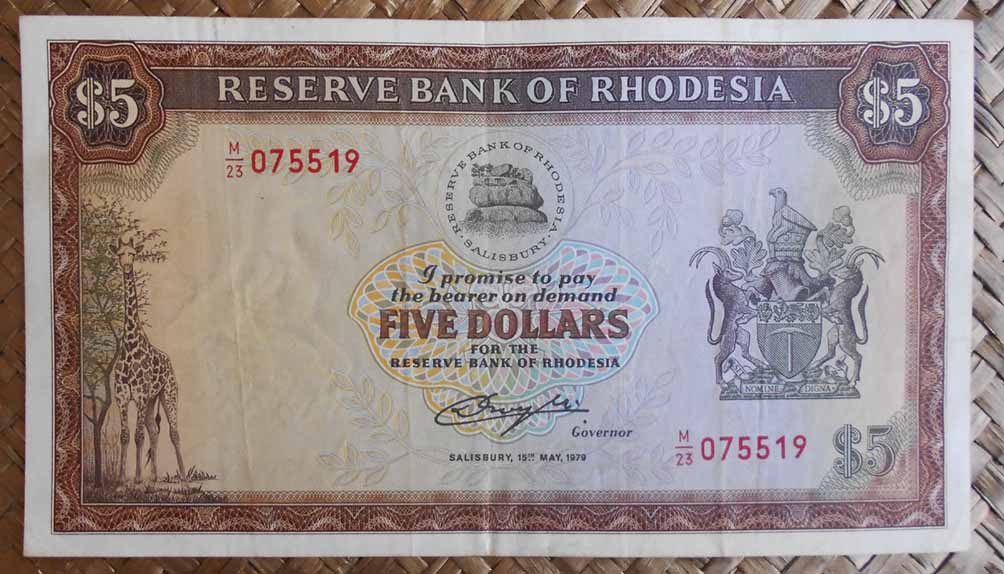 $5
RESERVE BANK OF RHODESIA
$5
M/23 075519
RESERVE BANK OF RHODESIA
· SALISBURY ·
I promise to pay
the bearer on demand
FIVE DOLLARS
FOR THE
RESERVE BANK OF RHODESIA
Governor
SALISBURY, 15TH MAY, 1979
NOMINE DIGNA
M/23 075519
$5